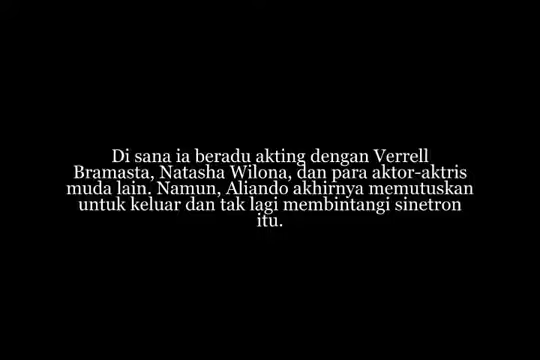 Di sana ia beradu akting dengan Verrell
Bramasta, Natasha Wilona, dan para aktor-aktris
muda lain. Namun, Aliando akhirnya memutuskan
untuk keluar dan tak lagi membintangi sinetron
itu.